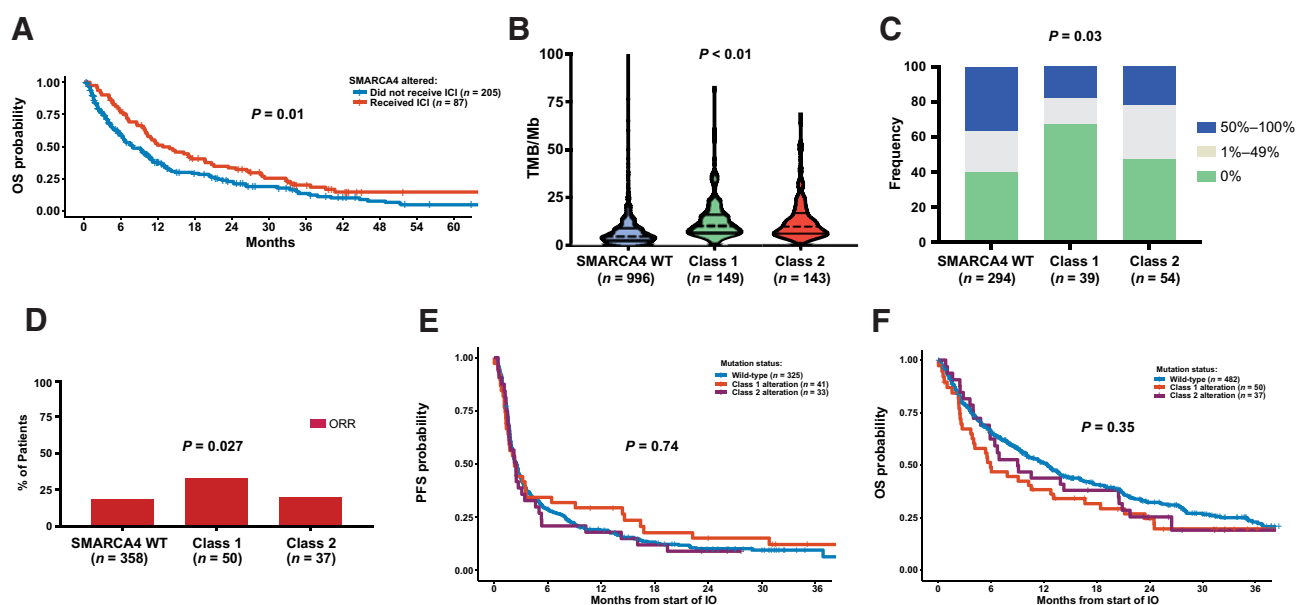 A
SMARCA4 altered:
Did not receive ICI (n = 205)
Received ICI (n = 87)
P = 0.01
OS probability
1.00
0.75
0.50
0.25
0.00
0 6 12 18 24 30 36 42 48 54 60
Months
B
P < 0.01
TMB/Mb
100
75
50
25
0
SMARCA4 WT Class 1 Class 2
(n = 996) (n = 149) (n = 143)
C
P = 0.03
Frequency
100
80
60
40
20
0
50%–100%
1%–49%
0%
SMARCA4 WT Class 1 Class 2
(n = 294) (n = 39) (n = 54)
D
% of Patients
100
75
50
25
0
P = 0.027
ORR
SMARCA4 WT Class 1 Class 2
(n = 358) (n = 50) (n = 37)
E
Mutation status:
Wild-type (n = 325)
Class 1 alteration (n = 41)
Class 2 alteration (n = 33)
P = 0.74
PFS probability
1.00
0.75
0.50
0.25
0.00
0 6 12 18 24 30 36
Months from start of IO
F
Mutation status:
Wild-type (n = 482)
Class 1 alteration (n = 50)
Class 2 alteration (n = 37)
P = 0.35
OS probability
1.00
0.75
0.50
0.25
0.00
0 6 12 18 24 30 36
Months from start of IO